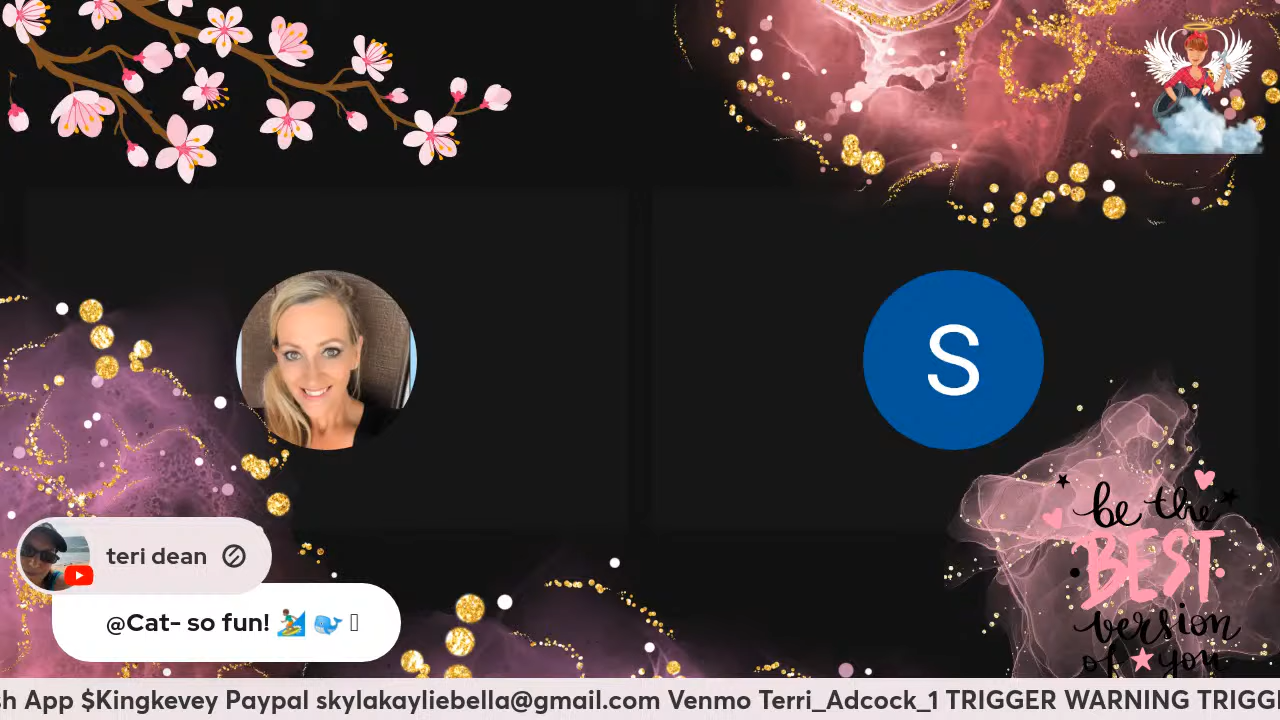 S
be the
BEST
version
of you
teri dean
@Cat- so fun!
sh App $Kingkevey Paypal skylakayliebella@gmail.com Venmo Terri_Adcock_1 TRIGGER WARNING TRIGG